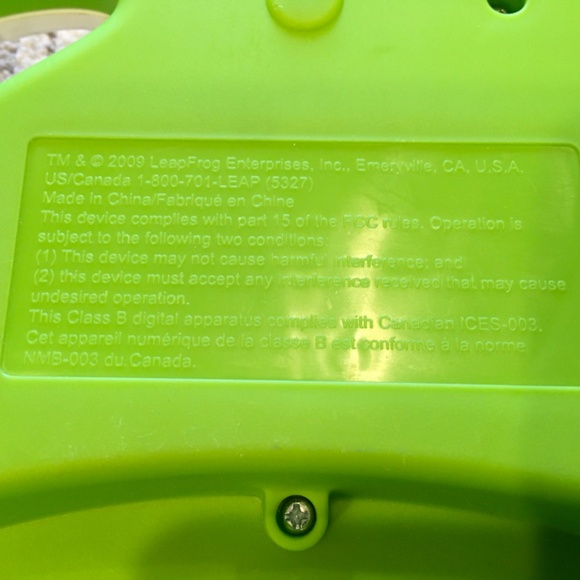 TM & © 2009 LeapFrog Enterprises, Inc., Emeryville, CA, U.S.A.
US/Canada 1-800-701-LEAP (5327)
Made in China/Fabriqué en Chine
This device complies with part 15 of the FCC rules. Operation is
subject to the following two conditions:
(1) This device may not cause harmful interference; and
(2) this device must accept any interference received that may cause
undesired operation.
This Class B digital apparatus complies with Canadian ICES-003.
Cet appareil numérique de la classe B est conforme à la norme
NMB-003 du Canada.